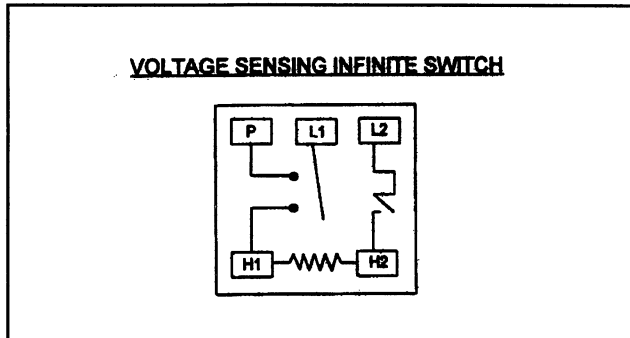 VOLTAGE SENSING INFINITE SWITCH
P L1 L2
H1 H2